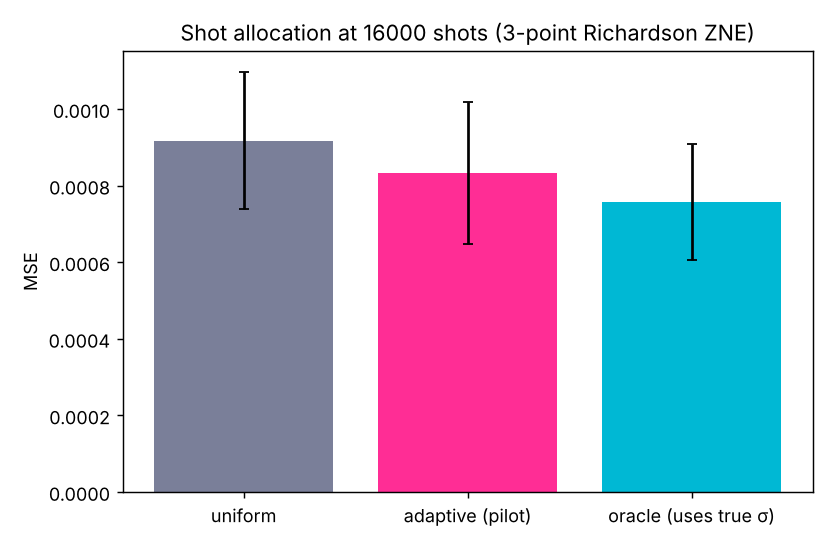 Shot allocation at 16000 shots (3-point Richardson ZNE)
MSE
0.0010
0.0008
0.0006
0.0004
0.0002
0.0000
uniform
adaptive (pilot)
oracle (uses true σ)